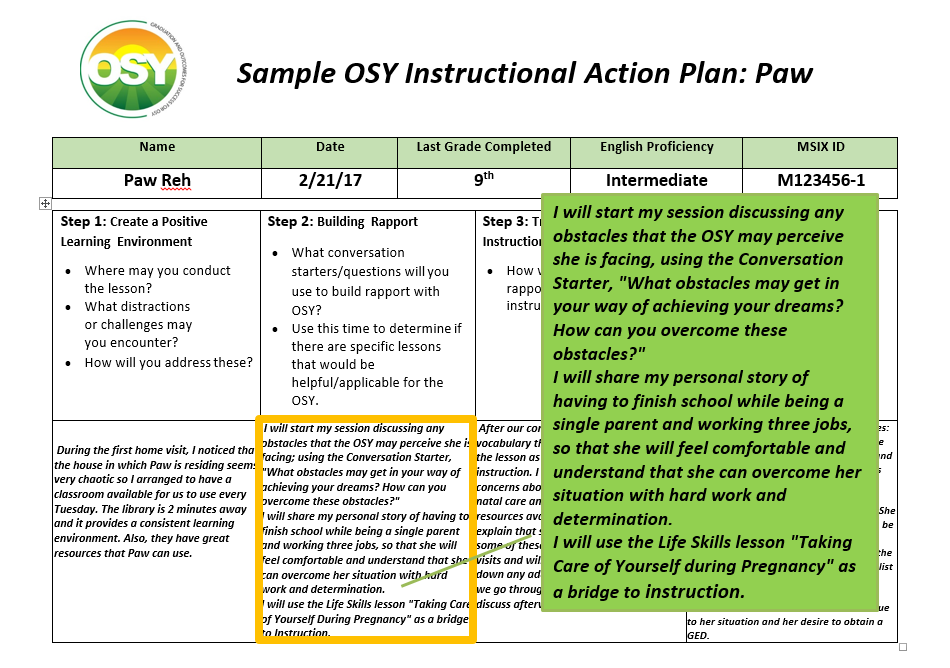 OSY
GRADUATION AND OUTCOMES FOR SUCCESS FOR OSY
Sample OSY Instructional Action Plan: Paw
Name Date Last Grade Completed English Proficiency MSIX ID
Paw Reh 2/21/17 9th Intermediate M123456-1
Step 1: Create a Positive
Learning Environment
• Where may you conduct
the lesson?
• What distractions
or challenges may
you encounter?
• How will you address these?
Step 2: Building Rapport
• What conversation
starters/questions will you
use to build rapport with
OSY?
• Use this time to determine if
there are specific lessons
that would be
helpful/applicable for the
OSY.
Step 3:
Instruction
• How
rappo
instru
During the first home visit, I noticed tha
the house in which Paw is residing seems
very chaotic so I arranged to have a
classroom available for us to use every
Tuesday. The library is 2 minutes away
and it provides a consistent learning
environment. Also, they have great
resources that Paw can use.
I will start my session discussing any
obstacles that the OSY may perceive she is
facing; using the Conversation Starter,
"What obstacles may get in your way of
achieving your dreams? How can you
overcome these obstacles?"
I will share my personal story of having to
finish school while being a single parent
and working three jobs, so that she will
feel comfortable and understand that she
can overcome her situation with hard
work and determination.
I will use the Life Skills lesson "Taking Care
of Yourself During Pregnancy" as a bridge
to Instruction.
After our con
vocabulary th
the lesson as
instruction. I
concerns abo
natal care an
resources ava
explain that s
some of these
visits and will
down any ad
we go through
discuss afterw
I will start my session discussing any
obstacles that the OSY may perceive
she is facing, using the Conversation
Starter, "What obstacles may get in
your way of achieving your dreams?
How can you overcome these
obstacles?"
I will share my personal story of
having to finish school while being a
single parent and working three jobs,
so that she will feel comfortable and
understand that she can overcome her
situation with hard work and
determination.
I will use the Life Skills lesson "Taking
Care of Yourself during Pregnancy" as
a bridge to instruction.
es:
She
be
the
list
ue
to her situation and her desire to obtain a
GED.